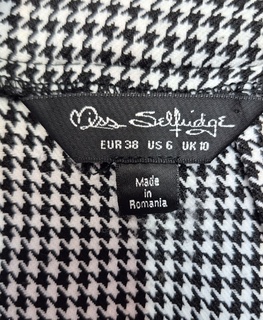 Miss Selfridge
EUR 38 US 6 UK 10
Made
in
Romania